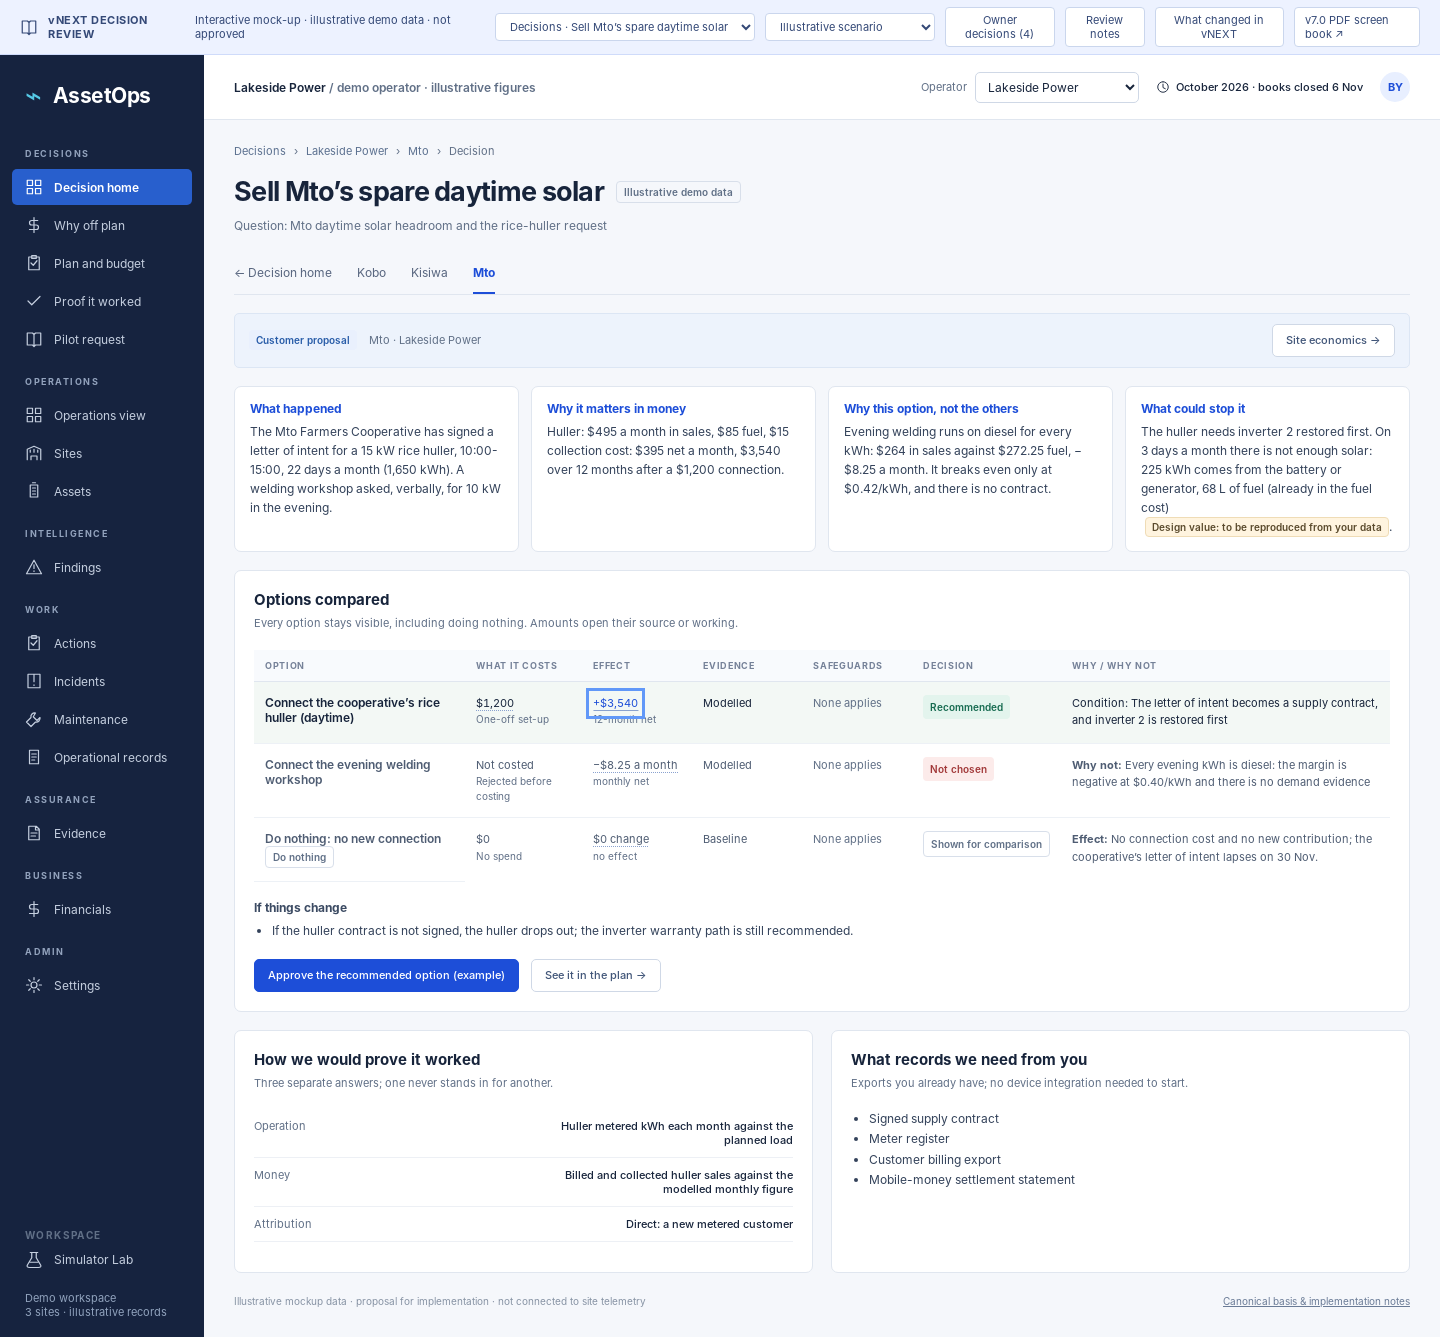 vNEXT DECISION
REVIEW
Interactive mock-up · illustrative demo data · not
approved
Decisions · Sell Mto's spare daytime solar
Illustrative scenario
Owner
decisions (4)
Review
notes
What changed in
vNEXT
v7.0 PDF screen
book ↗
AssetOps
DECISIONS
Decision home
Why off plan
Plan and budget
Proof it worked
Pilot request
OPERATIONS
Operations view
Sites
Assets
INTELLIGENCE
Findings
WORK
Actions
Incidents
Maintenance
Operational records
ASSURANCE
Evidence
BUSINESS
Financials
ADMIN
Settings
WORKSPACE
Simulator Lab
Demo workspace
3 sites · illustrative records
Lakeside Power / demo operator · illustrative figures
Operator
Lakeside Power
October 2026 · books closed 6 Nov
BY
Decisions › Lakeside Power › Mto › Decision
Sell Mto’s spare daytime solar
Illustrative demo data
Question: Mto daytime solar headroom and the rice-huller request
← Decision home
Kobo
Kisiwa
Mto
Customer proposal
Mto · Lakeside Power
Site economics →
What happened
The Mto Farmers Cooperative has signed a
letter of intent for a 15 kW rice huller, 10:00-
15:00, 22 days a month (1,650 kWh). A
welding workshop asked, verbally, for 10 kW
in the evening.
Why it matters in money
Huller: $495 a month in sales, $85 fuel, $15
collection cost: $395 net a month, $3,540
over 12 months after a $1,200 connection.
Why this option, not the others
Evening welding runs on diesel for every
kWh: $264 in sales against $272.25 fuel, −
$8.25 a month. It breaks even only at
$0.42/kWh, and there is no contract.
What could stop it
The huller needs inverter 2 restored first. On
3 days a month there is not enough solar:
225 kWh comes from the battery or
generator, 68 L of fuel (already in the fuel
cost)
Design value: to be reproduced from your data.
Options compared
Every option stays visible, including doing nothing. Amounts open their source or working.
OPTION
WHAT IT COSTS
EFFECT
EVIDENCE
SAFEGUARDS
DECISION
WHY / WHY NOT
Connect the cooperative’s rice
huller (daytime)
$1,200
One-off set-up
+$3,540
12-month net
Modelled
None applies
Recommended
Condition: The letter of intent becomes a supply contract,
and inverter 2 is restored first
Connect the evening welding
workshop
Not costed
Rejected before
costing
−$8.25 a month
monthly net
Modelled
None applies
Not chosen
Why not: Every evening kWh is diesel: the margin is
negative at $0.40/kWh and there is no demand evidence
Do nothing: no new connection
Do nothing
$0
No spend
$0 change
no effect
Baseline
None applies
Shown for comparison
Effect: No connection cost and no new contribution; the
cooperative’s letter of intent lapses on 30 Nov.
If things change
• If the huller contract is not signed, the huller drops out; the inverter warranty path is still recommended.
Approve the recommended option (example)
See it in the plan →
How we would prove it worked
Three separate answers; one never stands in for another.
Operation
Huller metered kWh each month against the
planned load
Money
Billed and collected huller sales against the
modelled monthly figure
Attribution
Direct: a new metered customer
What records we need from you
Exports you already have; no device integration needed to start.
• Signed supply contract
• Meter register
• Customer billing export
• Mobile-money settlement statement
Illustrative mockup data · proposal for implementation · not connected to site telemetry
Canonical basis & implementation notes